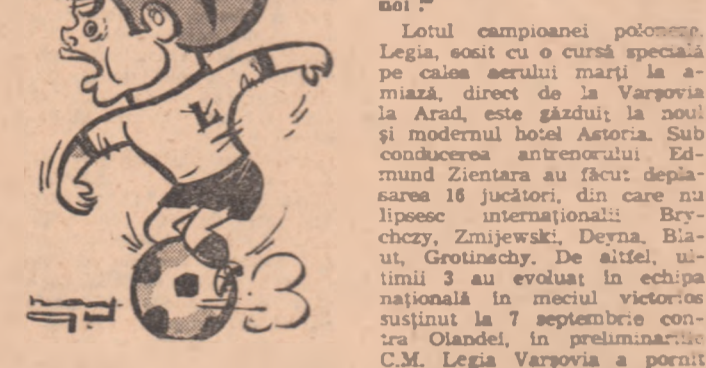 noi ?"
Lotul campioanei poloneze,
Legia, sosit cu o cursă specială
pe calea aerului marți la a-
miază, direct de la Varșovia
la Arad, este găzduit la noul
și modernul hotel Astoria. Sub
conducerea antrenorului Ed-
mund Zientara au făcut depla-
sarea 16 jucători, din care nu
lipsesc internaționalii Bry-
chczy, Zmijewski, Deyna, Bla-
ut, Grotinschy. De altfel, ul-
timii 3 au evoluat în echipa
națională în meciul victorios
susținut la 7 septembrie con-
tra Olandei, în preliminariile
C.M. Legia Varșovia a pornit